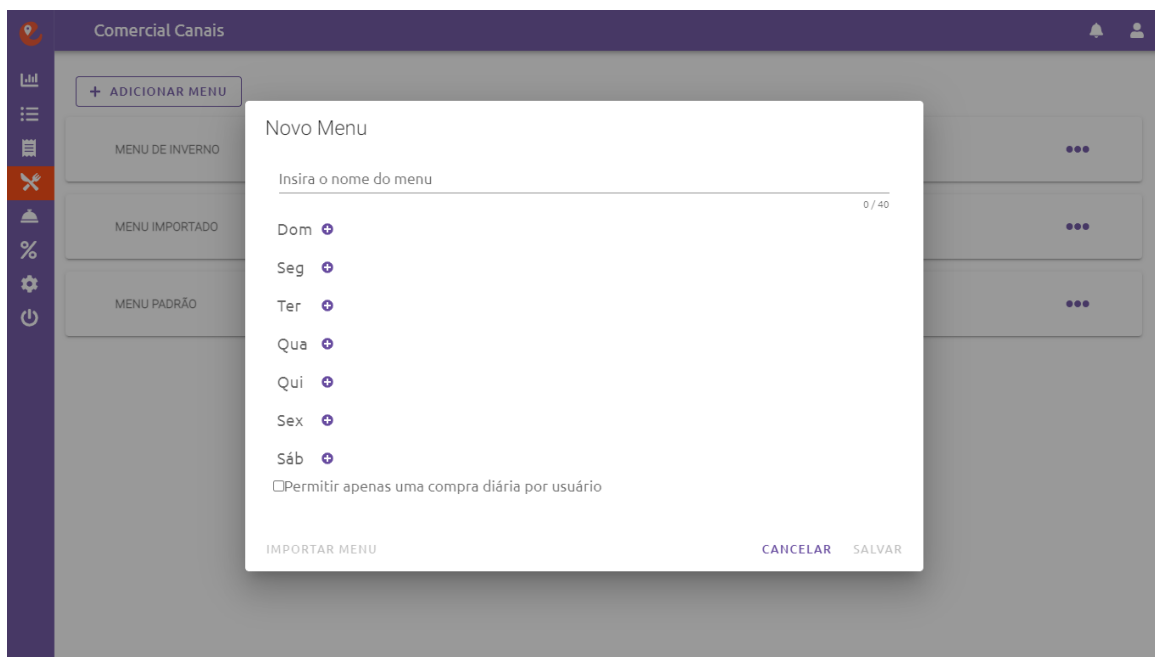 Comercial Canais
+ ADICIONAR MENU
MENU DE INVERNO
MENU IMPORTADO
MENU PADRÃO
Novo Menu
Insira o nome do menu
0 / 40
Dom
Seg
Ter
Qua
Qui
Sex
Sáb
Permitir apenas uma compra diária por usuário
IMPORTAR MENU CANCELAR SALVAR